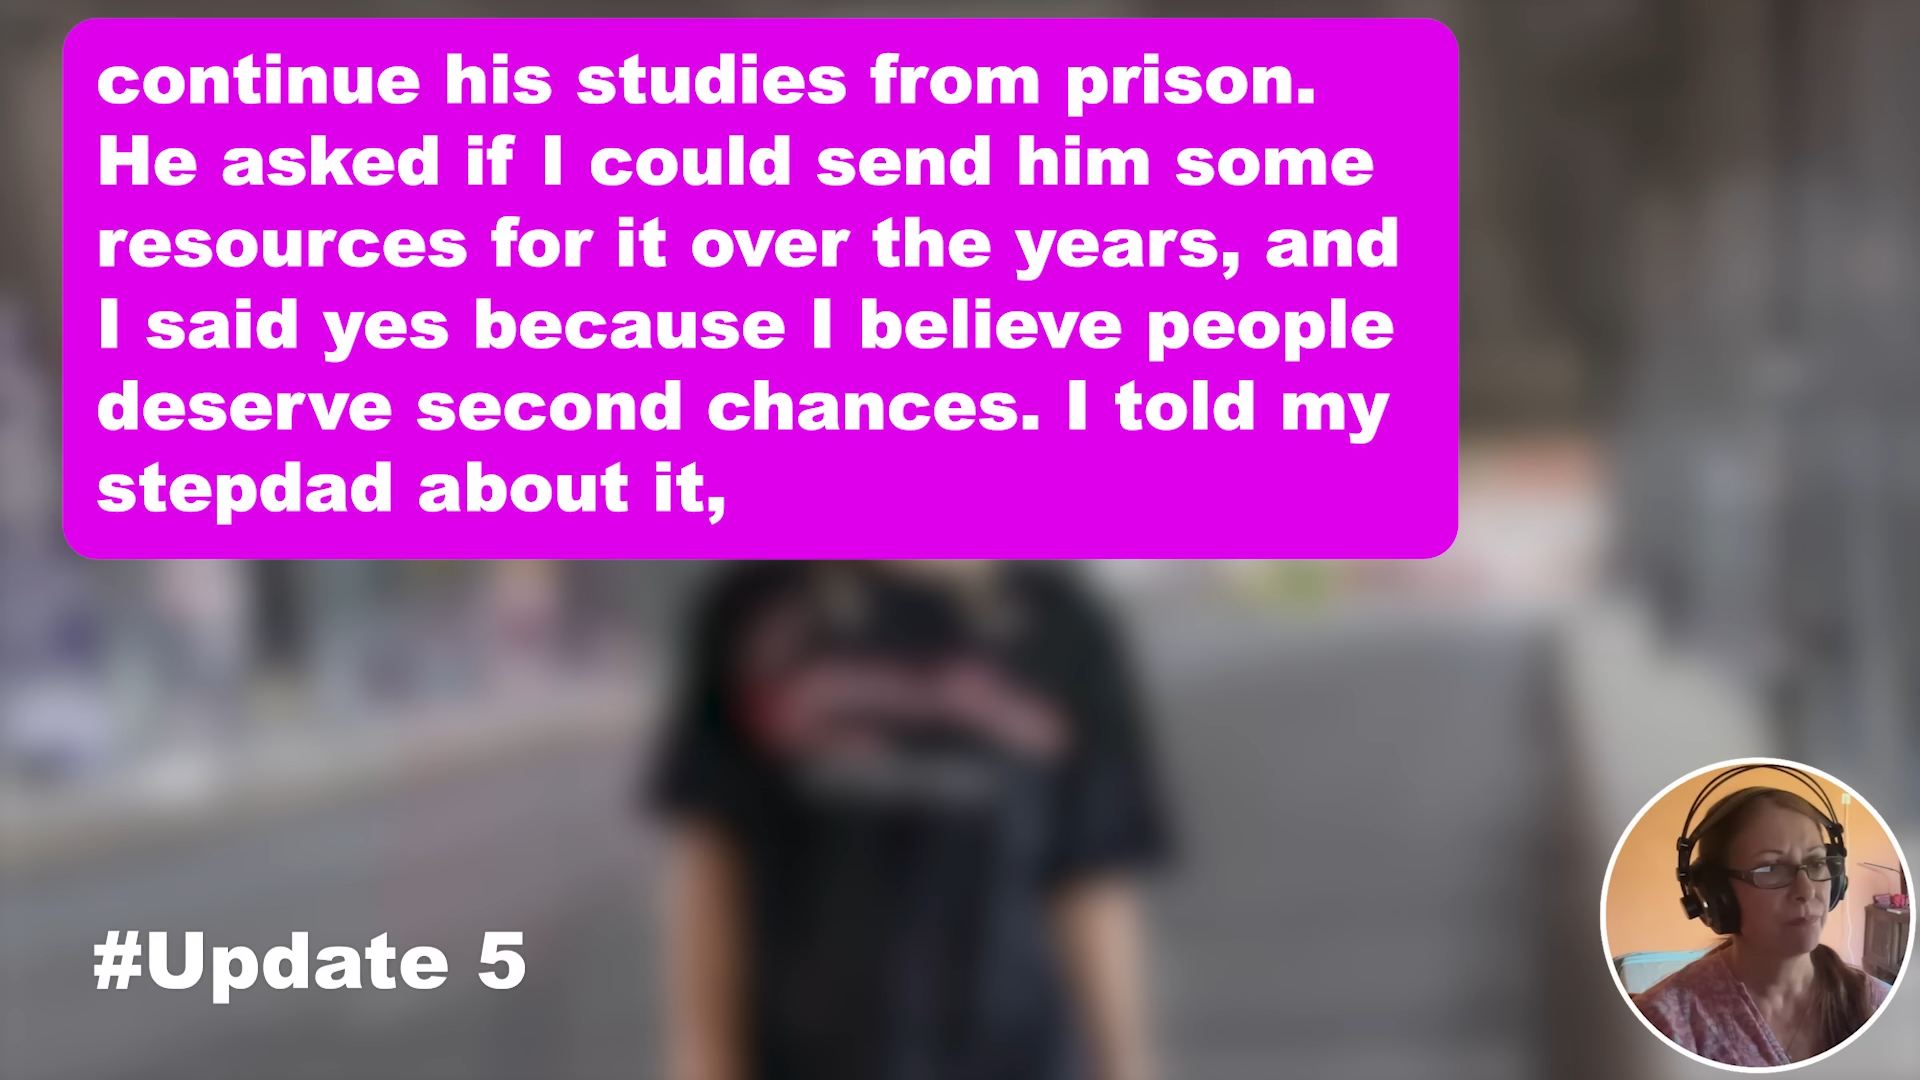 continue his studies from prison.
He asked if I could send him some
resources for it over the years, and
I said yes because I believe people
deserve second chances. I told my
stepdad about it,
#Update 5